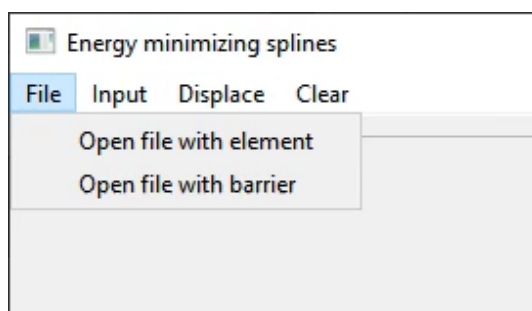 Energy minimizing splines
File Input Displace Clear
Open file with element
Open file with barrier